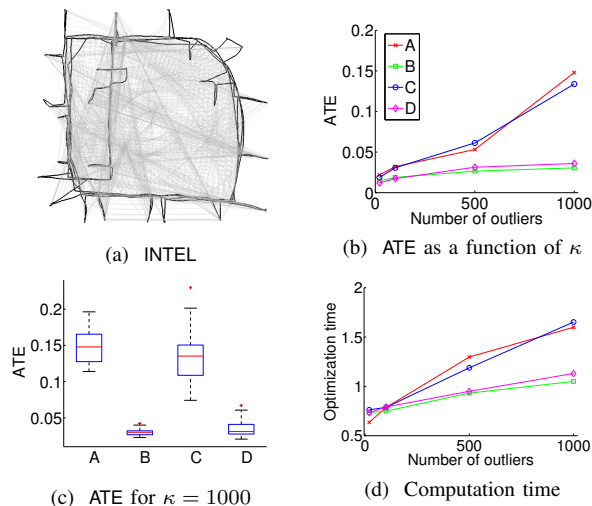 (a) INTEL
0.2
0.15
0.1
0.05
0
ATE
A
B
C
D
0
500
1000
Number of outliers
(b) ATE as a function of κ
0.2
0.15
0.1
0.05
ATE
A B C D
(c) ATE for κ = 1000
2
1.5
1
0.5
Optimization time
0
500
1000
Number of outliers
(d) Computation time